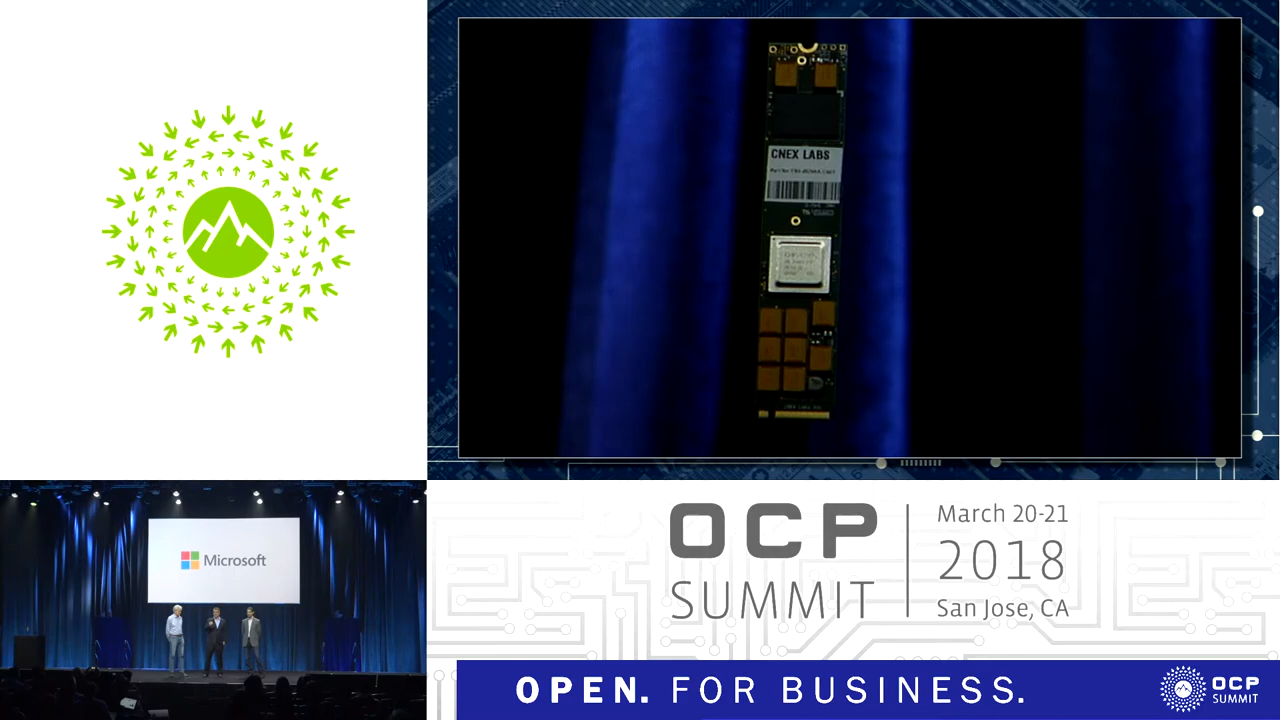 CNEX LABS
Microsoft
OCP
SUMMIT
March 20-21
2018
San Jose, CA
OPEN. FOR BUSINESS.
OCP
SUMMIT